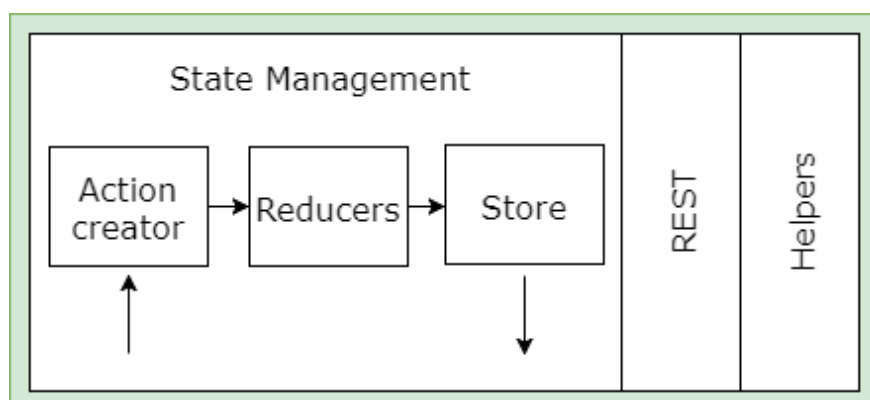 State Management
Action
creator
Reducers
Store
REST
Helpers